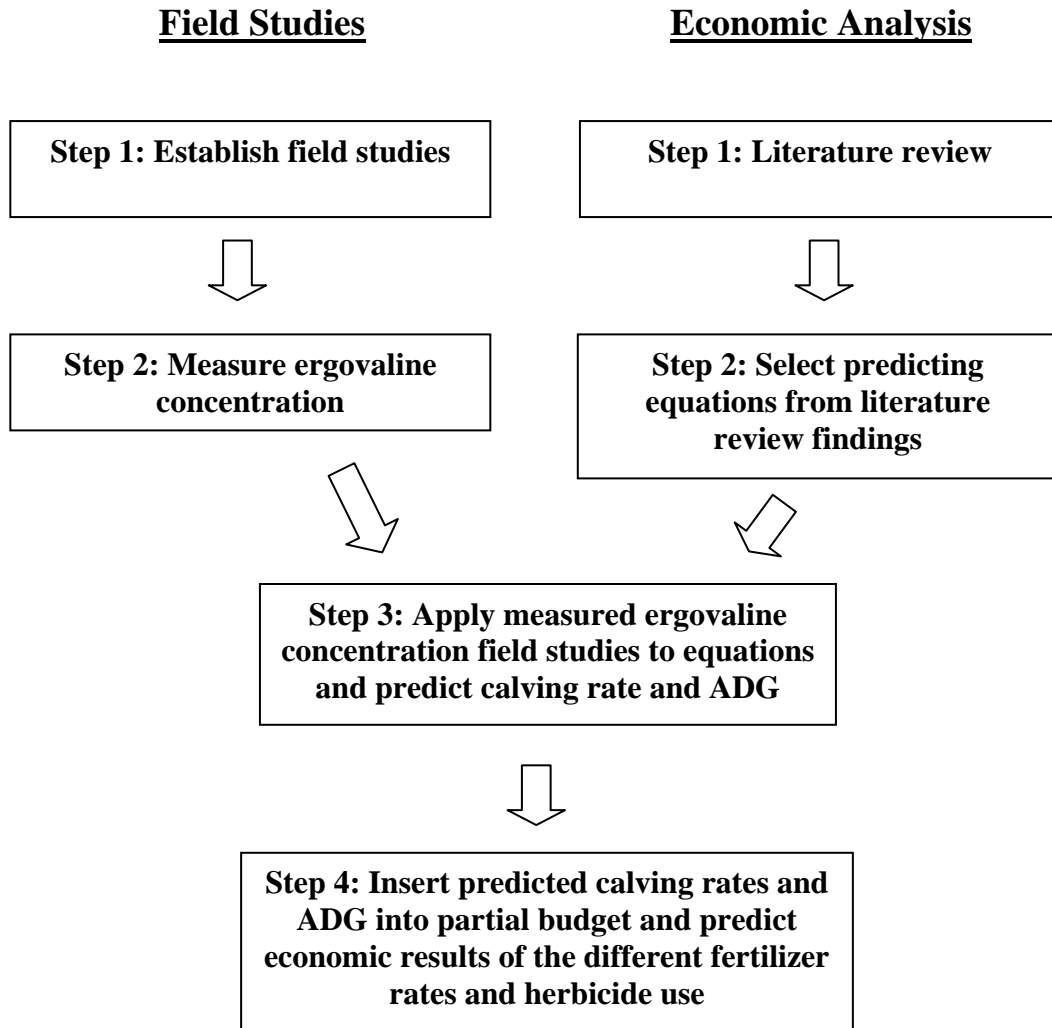 Field Studies
Economic Analysis
Step 1: Establish field studies
Step 1: Literature review
Step 2: Measure ergovaline
concentration
Step 2: Select predicting
equations from literature
review findings
Step 3: Apply measured ergovaline
concentration field studies to equations
and predict calving rate and ADG
Step 4: Insert predicted calving rates and
ADG into partial budget and predict
economic results of the different fertilizer
rates and herbicide use